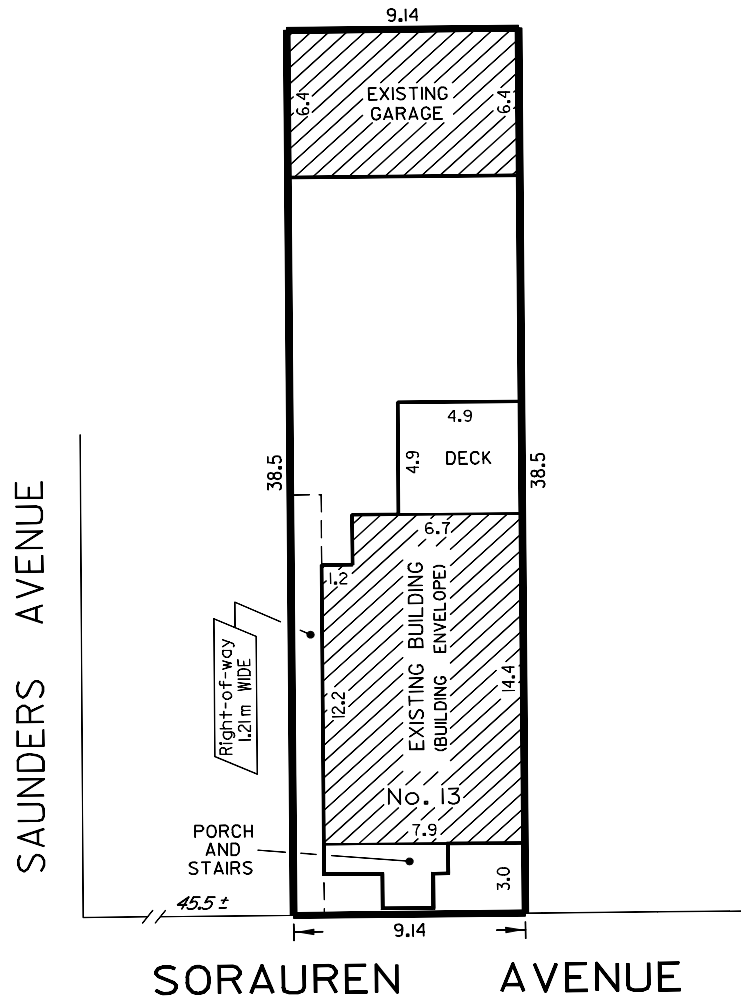 9.14
EXISTING
GARAGE
6.4
6.4
4.9
4.9
DECK
38.5
38.5
6.7
1.2
EXISTING BUILDING
(BUILDING ENVELOPE)
14.4
12.2
Right-of-way
1.21m WIDE
SAUNDERS AVENUE
No. 13
7.9
PORCH
AND
STAIRS
3.0
45.5 ±
9.14
SORAUREN AVENUE